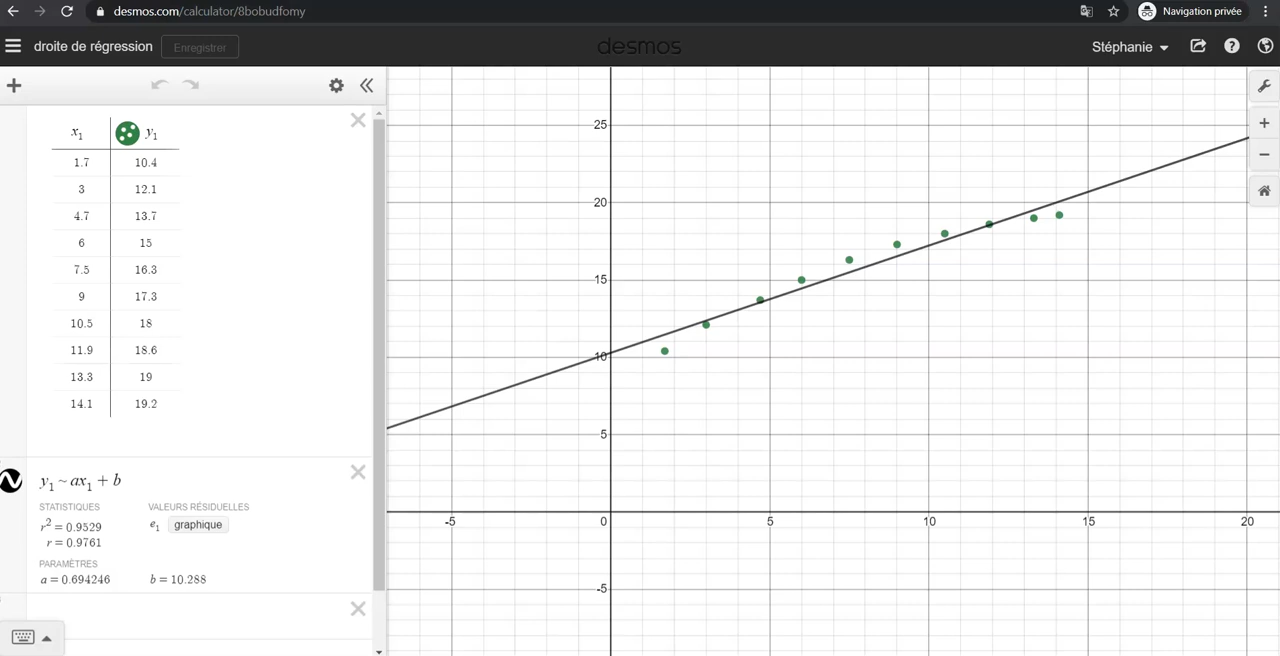 desmos.com/calculator/8bobudfomy
Navigation privée
droite de régression
Enregistrer
desmos
Stéphanie
x₁ y₁
1.7 10.4
3 12.1
4.7 13.7
6 15
7.5 16.3
9 17.3
10.5 18
11.9 18.6
13.3 19
14.1 19.2
y₁ ~ ax₁ + b
STATISTIQUES VALEURS RÉSIDUELLES
r² = 0.9529 e₁ graphique
r = 0.9761
PARAMÈTRES
a = 0.694246 b = 10.288
25
20
15
10
5
-5 0 5 10 15 20
-5